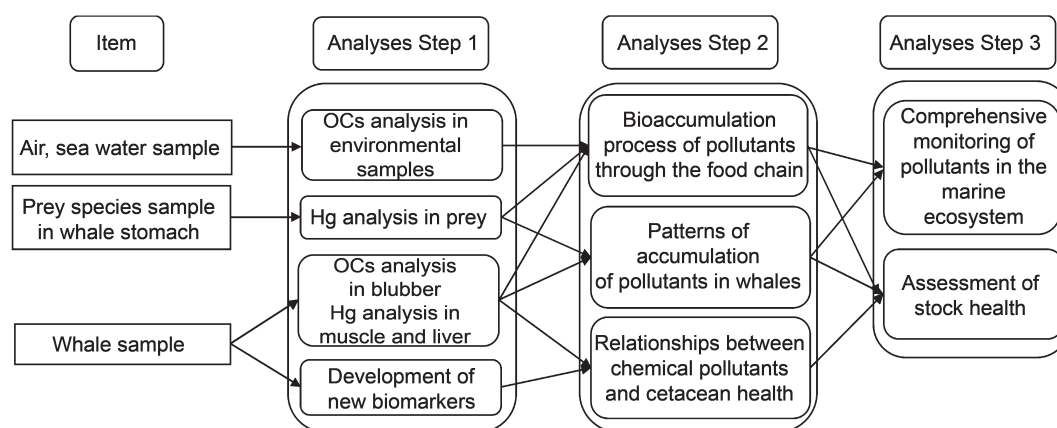 Item
Analyses Step 1
Analyses Step 2
Analyses Step 3
Air, sea water sample
Prey species sample
in whale stomach
Whale sample
OCs analysis in
environmental
samples
Hg analysis in prey
OCs analysis
in blubber
Hg analysis in
muscle and liver
Development of
new biomarkers
Bioaccumulation
process of pollutants
through the food chain
Patterns of
accumulation
of pollutants in whales
Relationships between
chemical pollutants
and cetacean health
Comprehensive
monitoring of
pollutants in the
marine
ecosystem
Assessment of
stock health